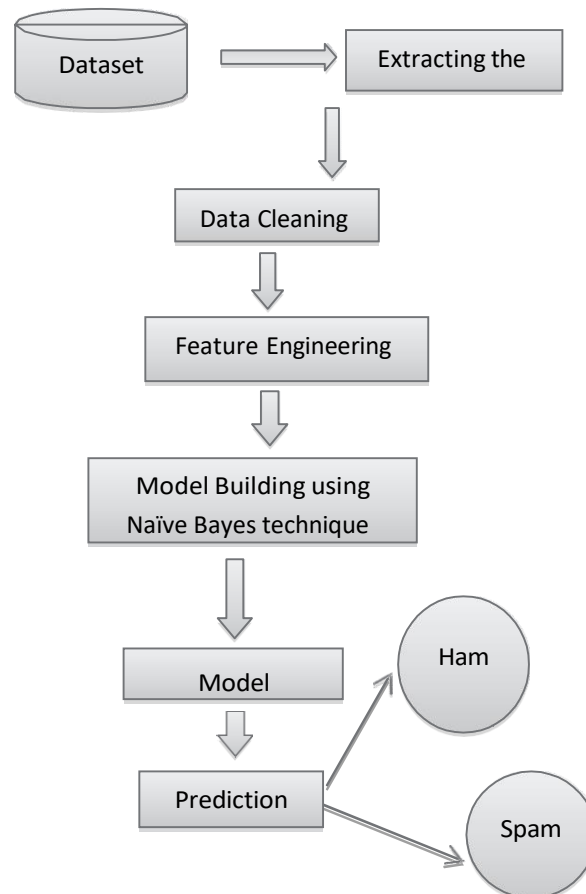 Dataset
Extracting the
Data Cleaning
Feature Engineering
Model Building using
Naïve Bayes technique
Model
Prediction
Ham
Spam